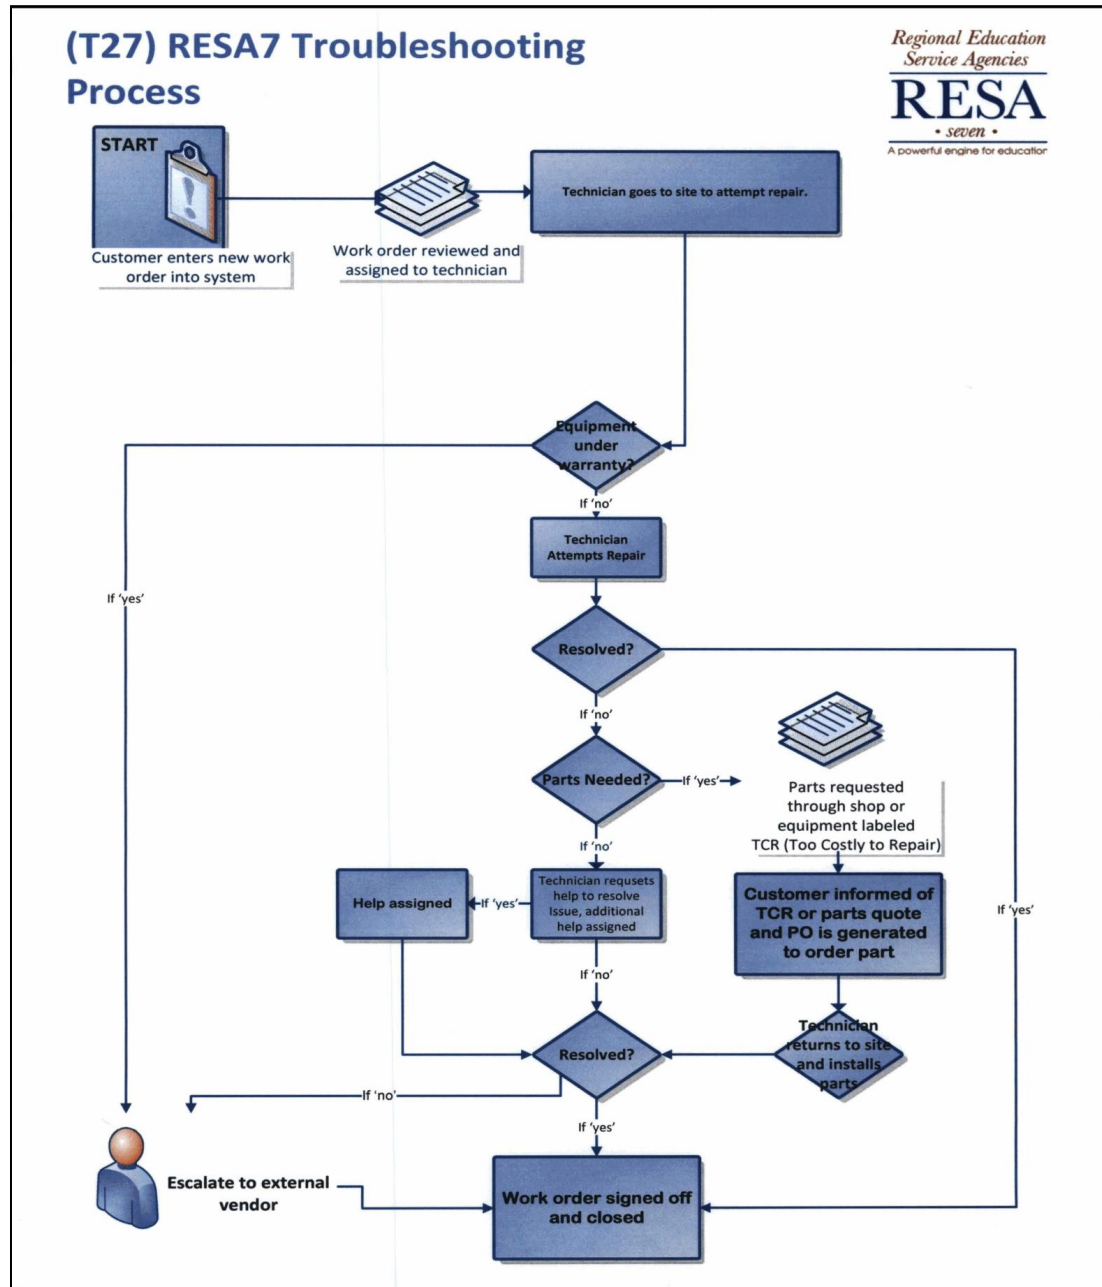 (T27) RESA7 Troubleshooting
Process
Regional Education
Service Agencies
RESA
• seven •
A powerful engine for education
START
Customer enters new work
order into system
Work order reviewed and
assigned to technician
Technician goes to site to attempt repair.
Equipment
under
warranty?
If 'yes'
If 'no'
Technician
Attempts Repair
Resolved?
If 'yes'
If 'no'
Parts Needed?
If 'yes'
Parts requested
through shop or
equipment labeled
TCR (Too Costly to Repair)
If 'no'
Technician requsets
help to resolve
Issue, additional
help assigned
If 'yes'
Help assigned
Customer informed of
TCR or parts quote
and PO is generated
to order part
If 'no'
Technician
returns to site
and installs
parts
Resolved?
If 'no'
If 'yes'
Escalate to external
vendor
Work order signed off
and closed